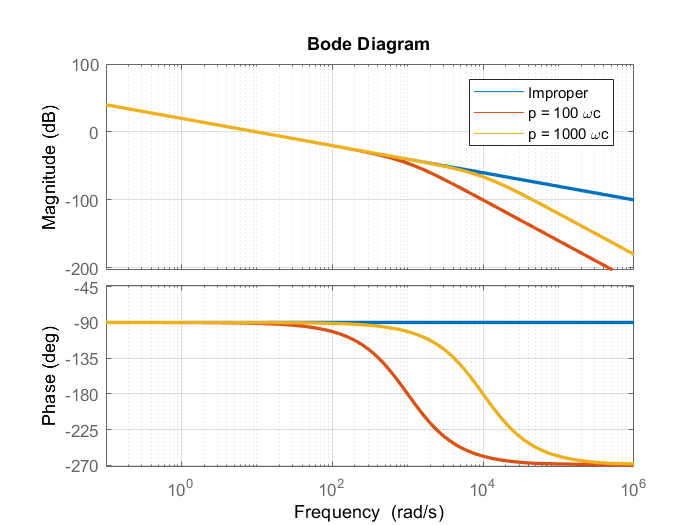 Bode Diagram
100
0
-100
-200
Magnitude (dB)
Improper
p = 100 ωc
p = 1000 ωc
-45
-90
-135
-180
-225
-270
Phase (deg)
10^0
10^2
10^4
10^6
Frequency (rad/s)